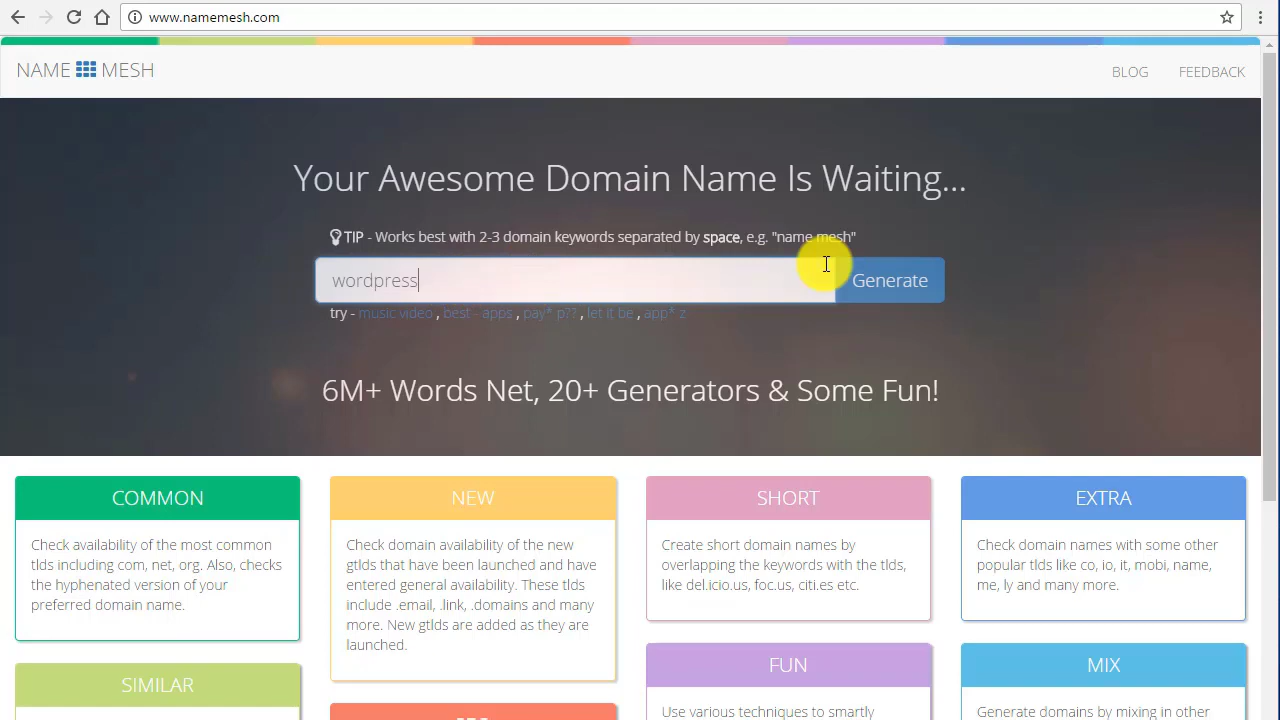 www.namemesh.com
NAME MESH
BLOG FEEDBACK
Your Awesome Domain Name Is Waiting...
TIP - Works best with 2-3 domain keywords separated by space, e.g. "name mesh"
wordpress
Generate
try - music video , best - apps , pay* p?? , let it be , app* z
6M+ Words Net, 20+ Generators & Some Fun!
COMMON
Check availability of the most common
tlds including com, net, org. Also, checks
the hyphenated version of your
preferred domain name.
SIMILAR
NEW
Check domain availability of the new
gtlds that have been launched and have
entered general availability. These tlds
include .email, .link, .domains and many
more. New gtlds are added as they are
launched.
SHORT
Create short domain names by
overlapping the keywords with the tlds,
like del.icio.us, foc.us, citi.es etc.
FUN
Use various techniques to smartly
EXTRA
Check domain names with some other
popular tlds like co, io, it, mobi, name,
me, ly and many more.
MIX
Generate domains by mixing in other